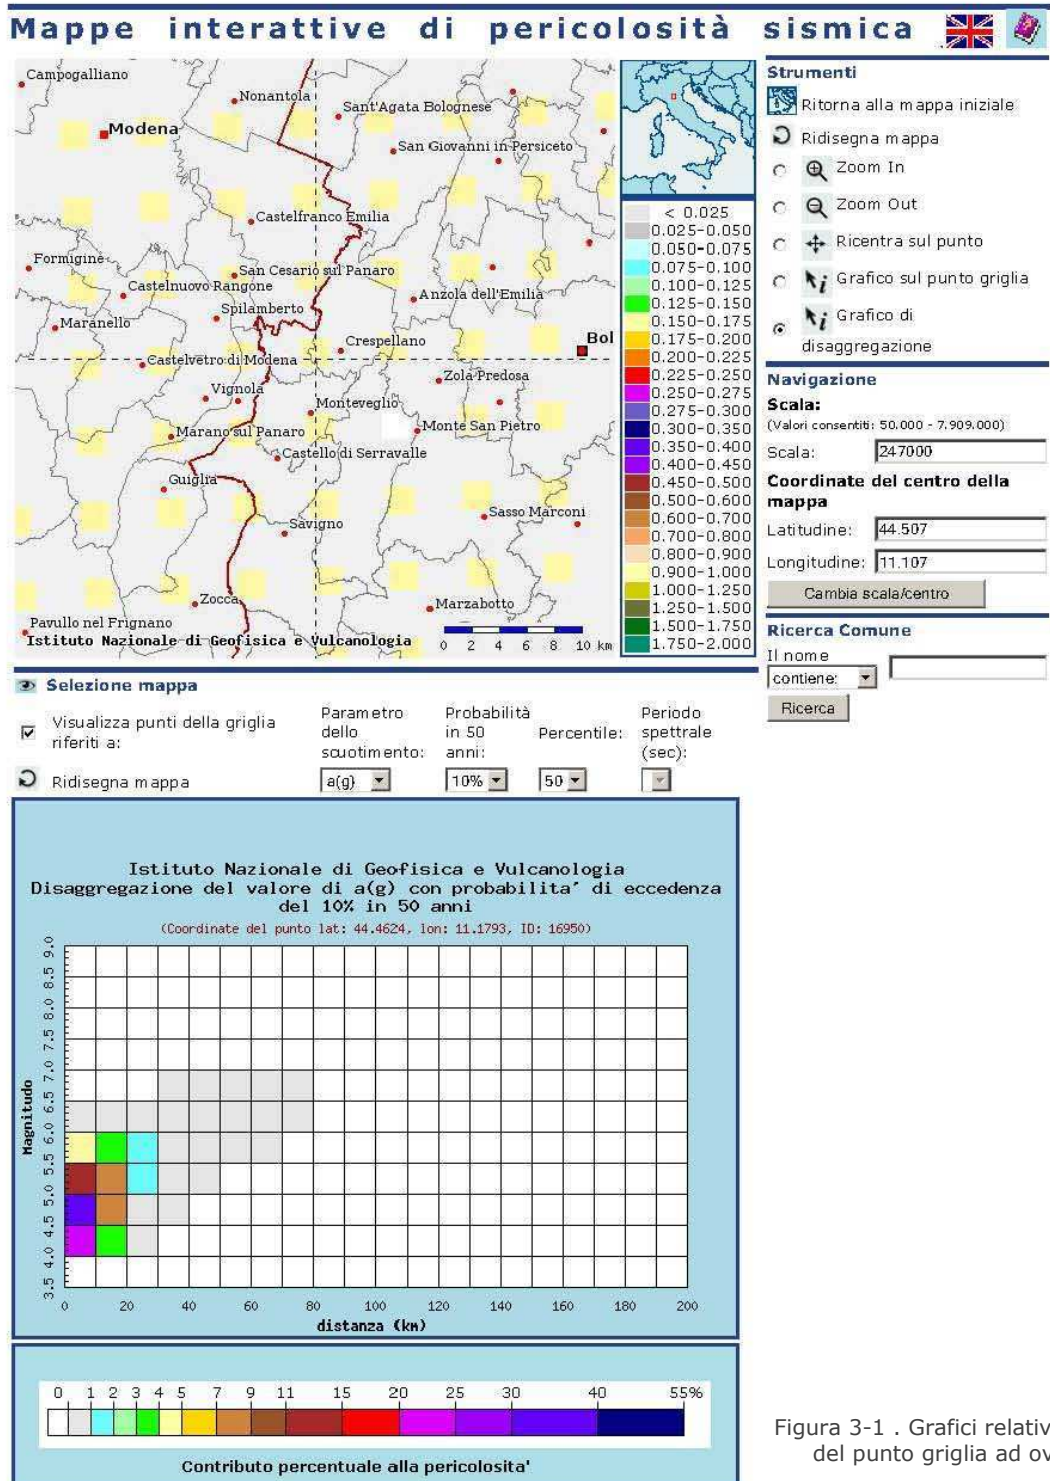 Mappe interattive di pericolosità sismica
Campogalliano
Nonantola
Sant'Agata Bolognese
Modena
San Giovanni in Persiceto
Castelfranco Emilia
Formigine
San Cesario sul Panaro
Castelnuovo Rangone
Anzola dell'Emilia
Spilamberto
Maranello
Crespellano
Bol
Castelvetro di Modena
Zola Predosa
Vignola
Monteveglio
Marano sul Panaro
Monte San Pietro
Castello di Serravalle
Guiglia
Savigno
Sasso Marconi
Zocca
Marzabotto
Pavullo nel Frignano
Istituto Nazionale di Geofisica e Vulcanologia
0 2 4 6 8 10 km
< 0.025
0.025-0.050
0.050-0.075
0.075-0.100
0.100-0.125
0.125-0.150
0.150-0.175
0.175-0.200
0.200-0.225
0.225-0.250
0.250-0.275
0.275-0.300
0.300-0.350
0.350-0.400
0.400-0.450
0.450-0.500
0.500-0.600
0.600-0.700
0.700-0.800
0.800-0.900
0.900-1.000
1.000-1.250
1.250-1.500
1.500-1.750
1.750-2.000
Strumenti
Ritorna alla mappa iniziale
Ridisegna mappa
Zoom In
Zoom Out
Ricentra sul punto
Grafico sul punto griglia
Grafico di
disaggregazione
Navigazione
Scala:
(Valori consentiti: 50.000 - 7.909.000)
Scala: 247000
Coordinate del centro della
mappa
Latitudine: 44.507
Longitudine: 11.107
Cambia scala/centro
Ricerca Comune
Il nome
contiene:
Ricerca
Selezione mappa
Visualizza punti della griglia
riferiti a:
Parametro
dello
scuotimento:
Probabilità
in 50
anni:
Percentile:
Periodo
spettrale
(sec):
Ridisegna mappa
a(g)
10%
50
Istituto Nazionale di Geofisica e Vulcanologia
Disaggregazione del valore di a(g) con probabilita' di eccedenza
del 10% in 50 anni
(Coordinate del punto lat: 44.4624, lon: 11.1793, ID: 16950)
Magnitudo
9.0
8.5
8.0
7.5
7.0
6.5
6.0
5.5
5.0
4.5
4.0
3.5
0 20 40 60 80 100 120 140 160 180 200
distanza (km)
0 1 2 3 4 5 7 9 11 15 20 25 30 40 55%
Contributo percentuale alla pericolosita'
Figura 3-1 . Grafici relativ
del punto griglia ad ov